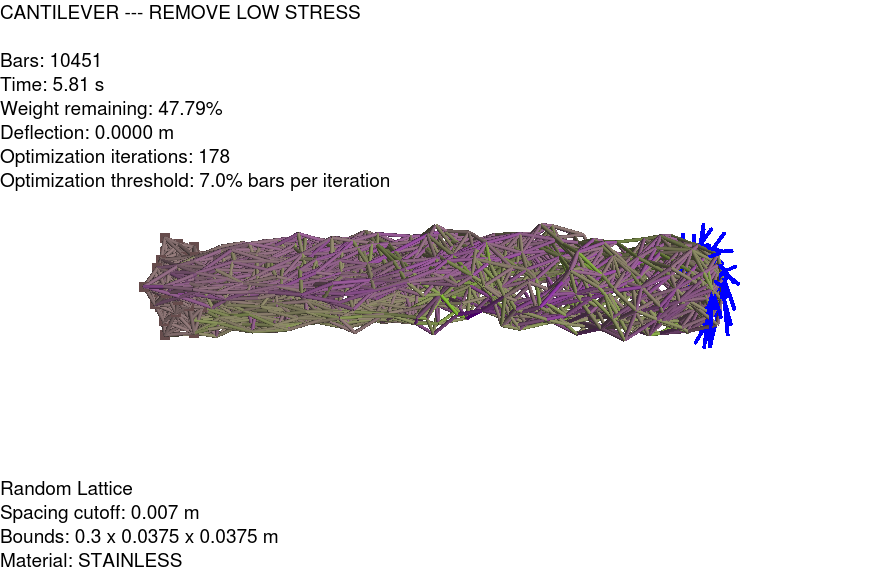 CANTILEVER --- REMOVE LOW STRESS
Bars: 10451
Time: 5.81 s
Weight remaining: 47.79%
Deflection: 0.0000 m
Optimization iterations: 178
Optimization threshold: 7.0% bars per iteration
Random Lattice
Spacing cutoff: 0.007 m
Bounds: 0.3 x 0.0375 x 0.0375 m
Material: STAINLESS